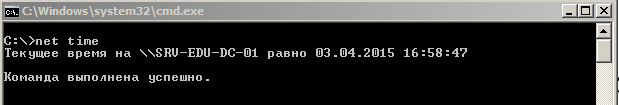 C:\Windows\system32\cmd.exe
C:\>net time
Текущее время на \\SRV-EDU-DC-01 равно 03.04.2015 16:58:47
Команда выполнена успешно.